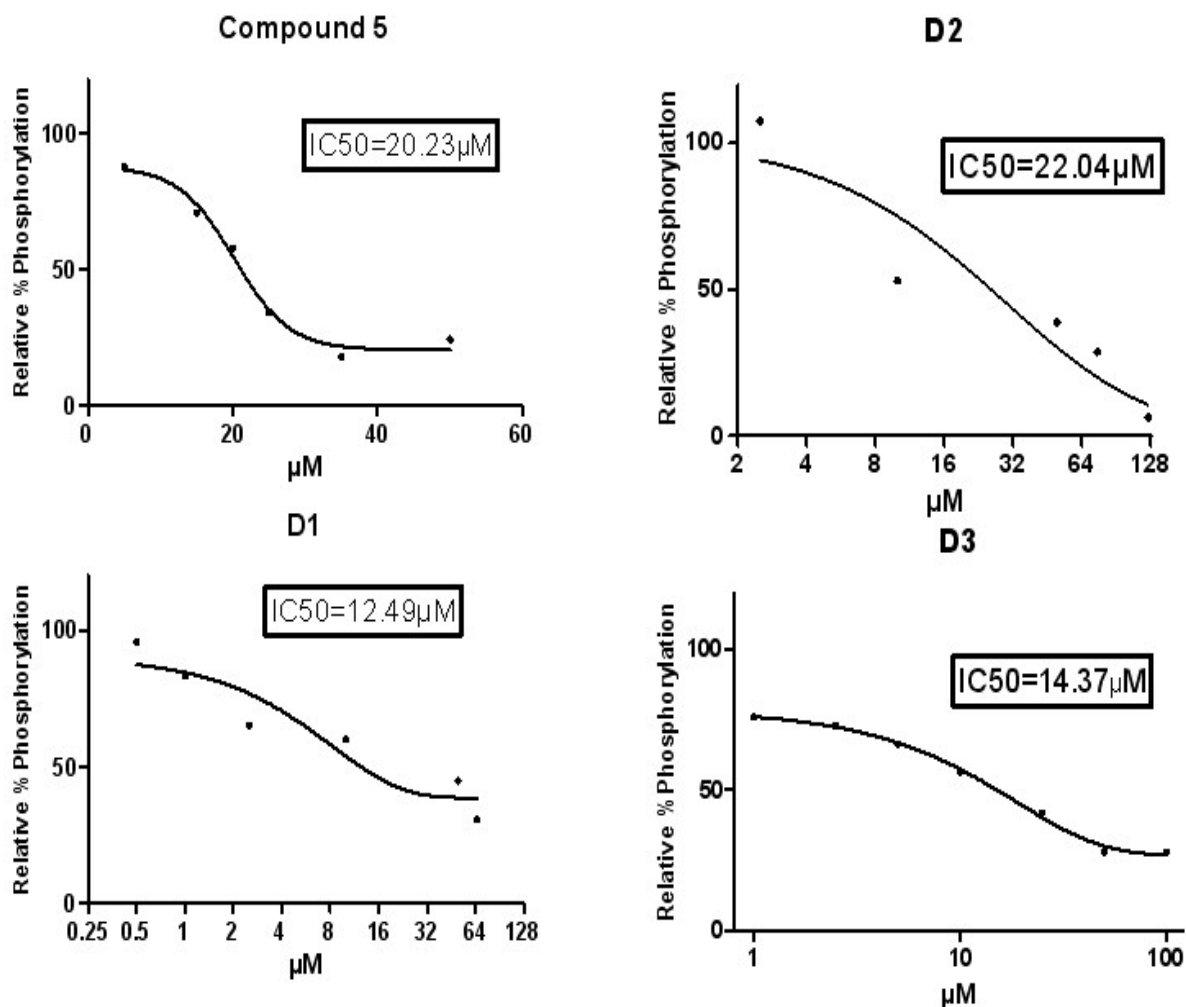 Compound 5
Relative % Phosphorylation
100
50
0
IC50=20.23µM
0 20 40 60
µM
D2
Relative % Phosphorylation
100
50
0
IC50=22.04µM
2 4 8 16 32 64 128
µM
D1
Relative % Phosphorylation
100
50
0
IC50=12.49µM
0.25 0.5 1 2 4 8 16 32 64 128
µM
D3
Relative % Phosphorylation
100
50
0
IC50=14.37µM
1 10 100
µM